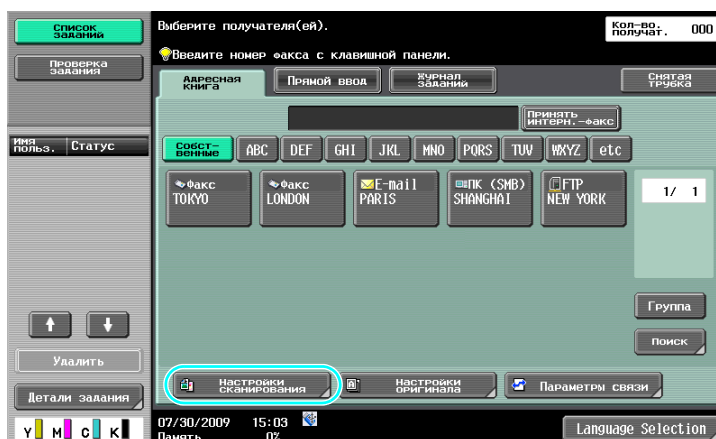 Список
заданий
Проверка
задания
Имя
польз.
Статус
Удалить
Детали задания
Y M C K
Выберите получателя(ей).
Кол-во.
получат.
000
Введите номер факса с клавишной панели.
Адресная
книга
Прямой ввод
Журнал
заданий
Снятая
трубка
Принять
интерн.-факс
Собст-
венные
ABC DEF GHI JKL MNO PQRS TUV WXYZ etc
Факс
TOKYO
Факс
LONDON
E-mail
PARIS
ПК (SMB)
SHANGHAI
FTP
NEW YORK
1/ 1
Группа
Поиск
Настройки
сканирования
Настройки
оригинала
Параметры связи
07/30/2009 15:03
Память 0%
Language Selection